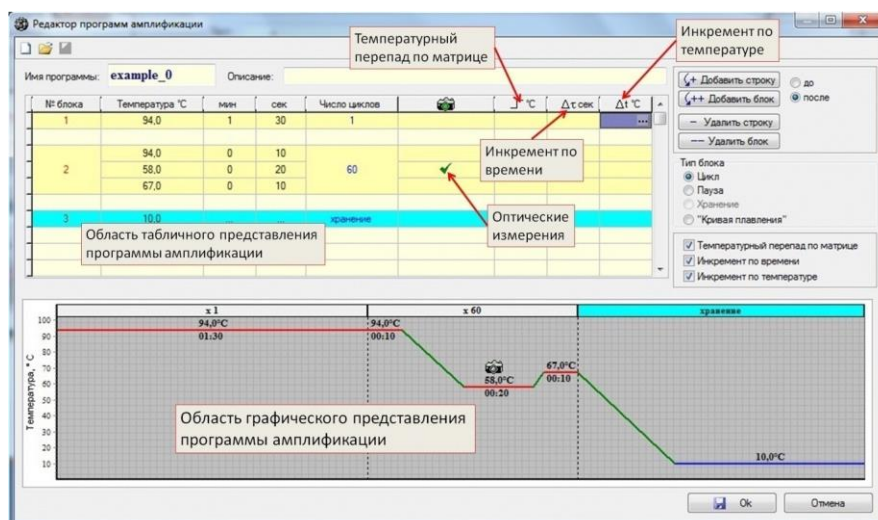 Редактор программ амплификации
Имя программы: example_0 Описание:
Температурный
перепад по матрице
Инкремент по
температуре
№ блока Температура °C мин сек Число циклов °C Δτ сек Δt °C
1 94,0 1 30 1 ...
94,0 0 10
2 58,0 0 20 60
67,0 0 10
3 10,0 ... ... хранение
Инкремент по
времени
Оптические
измерения
Область табличного представления
программы амплификации
Добавить строку
Добавить блок
до
после
Удалить строку
Удалить блок
Тип блока
Цикл
Пауза
Хранение
"Кривая плавления"
Температурный перепад по матрице
Инкремент по времени
Инкремент по температуре
x 1 x 60 хранение
Температура, °C
100
90
80
70
60
50
40
30
20
10
94,0°C
01:30
94,0°C
00:10
58,0°C
00:20
67,0°C
00:10
10,0°C
Область графического представления
программы амплификации
Ok Отмена